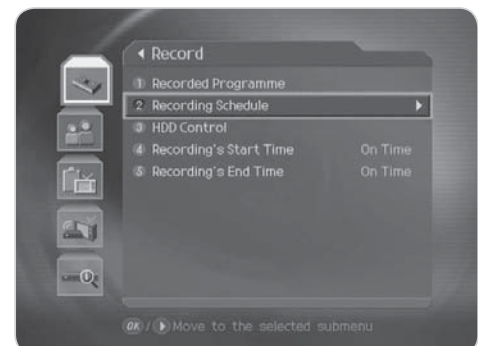 Record
1 Recorded Programme
2 Recording Schedule
3 HDD Control
4 Recording's Start Time On Time
5 Recording's End Time On Time
OK / Move to the selected submenu